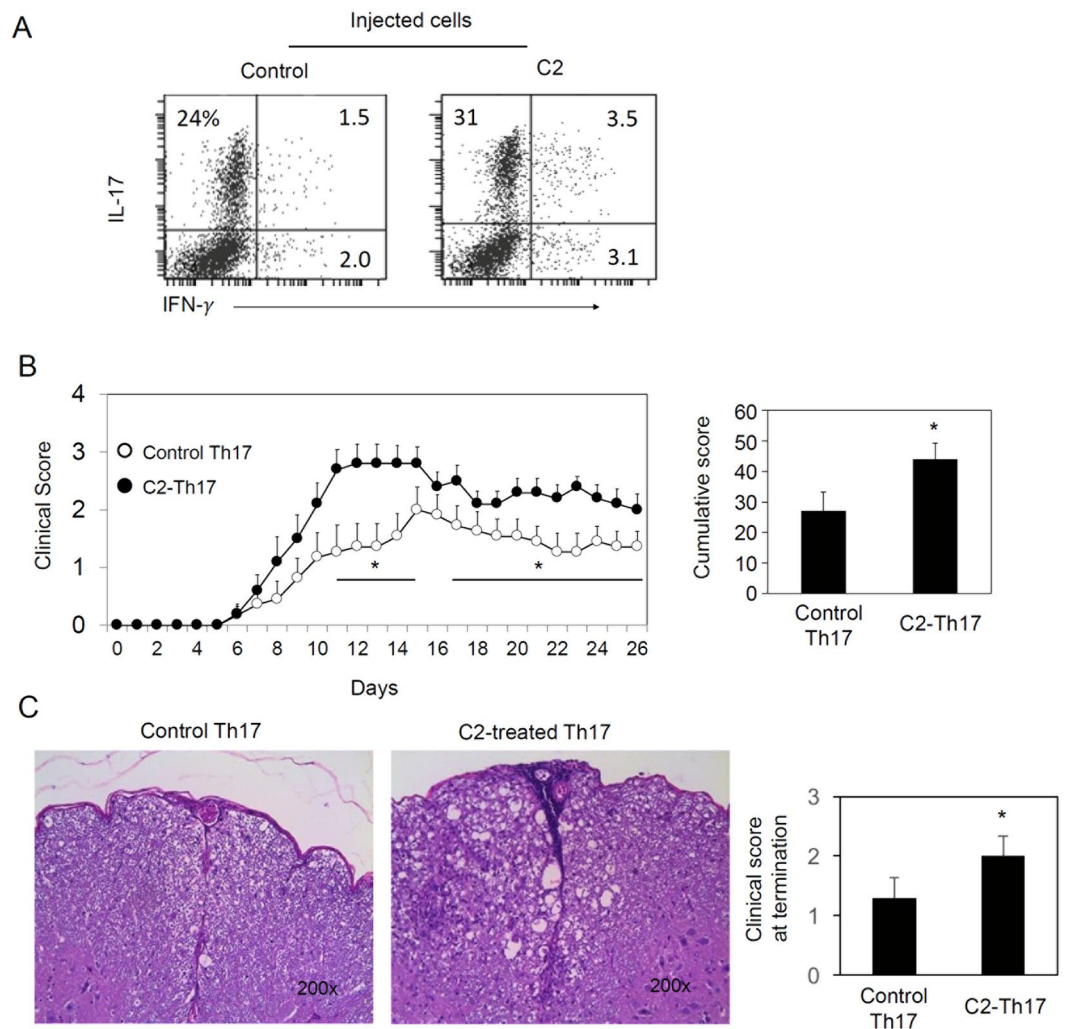 A
Injected cells
Control
C2
24%
1.5
31
3.5
2.0
3.1
IL-17
IFN-γ
B
4
3
2
1
0
Clinical Score
Control Th17
C2-Th17
*
*
0 2 4 6 8 10 12 14 16 18 20 22 24 26
Days
60
50
40
30
20
10
0
Cumulative score
*
Control
Th17
C2-Th17
C
Control Th17
C2-treated Th17
200x
200x
3
2
1
0
Clinical score
at termination
*
Control
Th17
C2-Th17